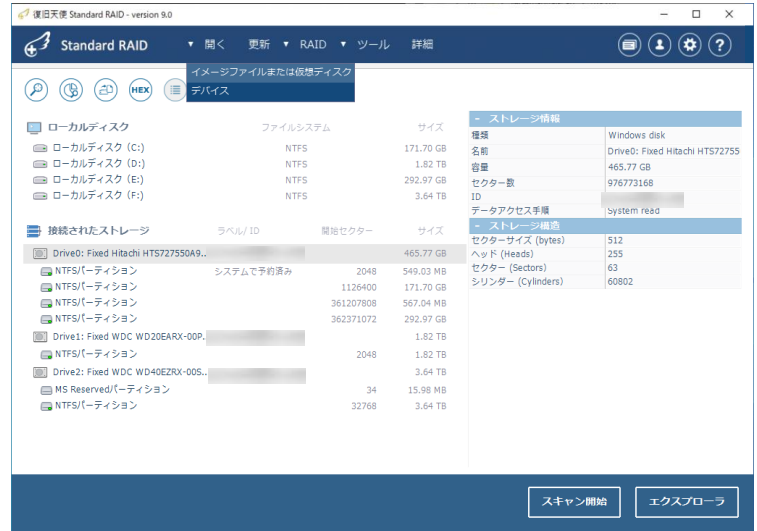 復旧天使 Standard RAID - version 9.0
Standard RAID ▼ 開く 更新 ▼ RAID ▼ ツール 詳細
イメージファイルまたは仮想ディスク
デバイス
HEX
ローカルディスク ファイルシステム サイズ
ローカルディスク (C:) NTFS 171.70 GB
ローカルディスク (D:) NTFS 1.82 TB
ローカルディスク (E:) NTFS 292.97 GB
ローカルディスク (F:) NTFS 3.64 TB
接続されたストレージ ラベル/ ID 開始セクター サイズ
Drive0: Fixed Hitachi HTS727550A9.. 465.77 GB
NTFSパーティション システムで予約済み 2048 549.03 MB
NTFSパーティション 1126400 171.70 GB
NTFSパーティション 361207808 567.04 MB
NTFSパーティション 362371072 292.97 GB
Drive1: Fixed WDC WD20EARX-00P.. 1.82 TB
NTFSパーティション 2048 1.82 TB
Drive2: Fixed WDC WD40EZRX-00S.. 3.64 TB
MS Reservedパーティション 34 15.98 MB
NTFSパーティション 32768 3.64 TB
− ストレージ情報
種類 Windows disk
名前 Drive0: Fixed Hitachi HTS72755
容量 465.77 GB
セクター数 976773168
ID
データアクセス手順 System read
− ストレージ構造
セクターサイズ (bytes) 512
ヘッド (Heads) 255
セクター (Sectors) 63
シリンダー (Cylinders) 60802
スキャン開始 エクスプローラ